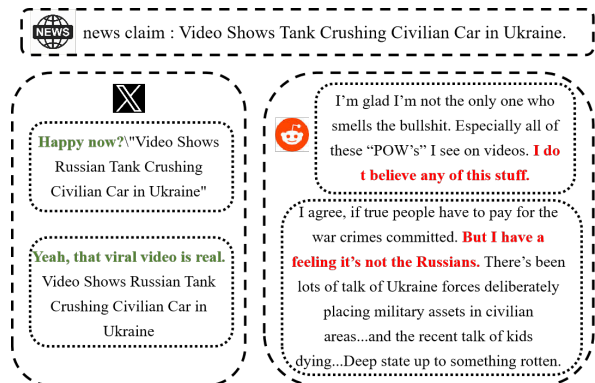 NEWS
news claim : Video Shows Tank Crushing Civilian Car in Ukraine.
Happy now?\"Video Shows
Russian Tank Crushing
Civilian Car in Ukraine"
Yeah, that viral video is real.
Video Shows Russian Tank
Crushing Civilian Car in
Ukraine
I'm glad I'm not the only one who
smells the bullshit. Especially all of
these “POW's” I see on videos. I do
t believe any of this stuff.
I agree, if true people have to pay for the
war crimes committed. But I have a
feeling it's not the Russians. There's been
lots of talk of Ukraine forces deliberately
placing military assets in civilian
areas...and the recent talk of kids
dying...Deep state up to something rotten.